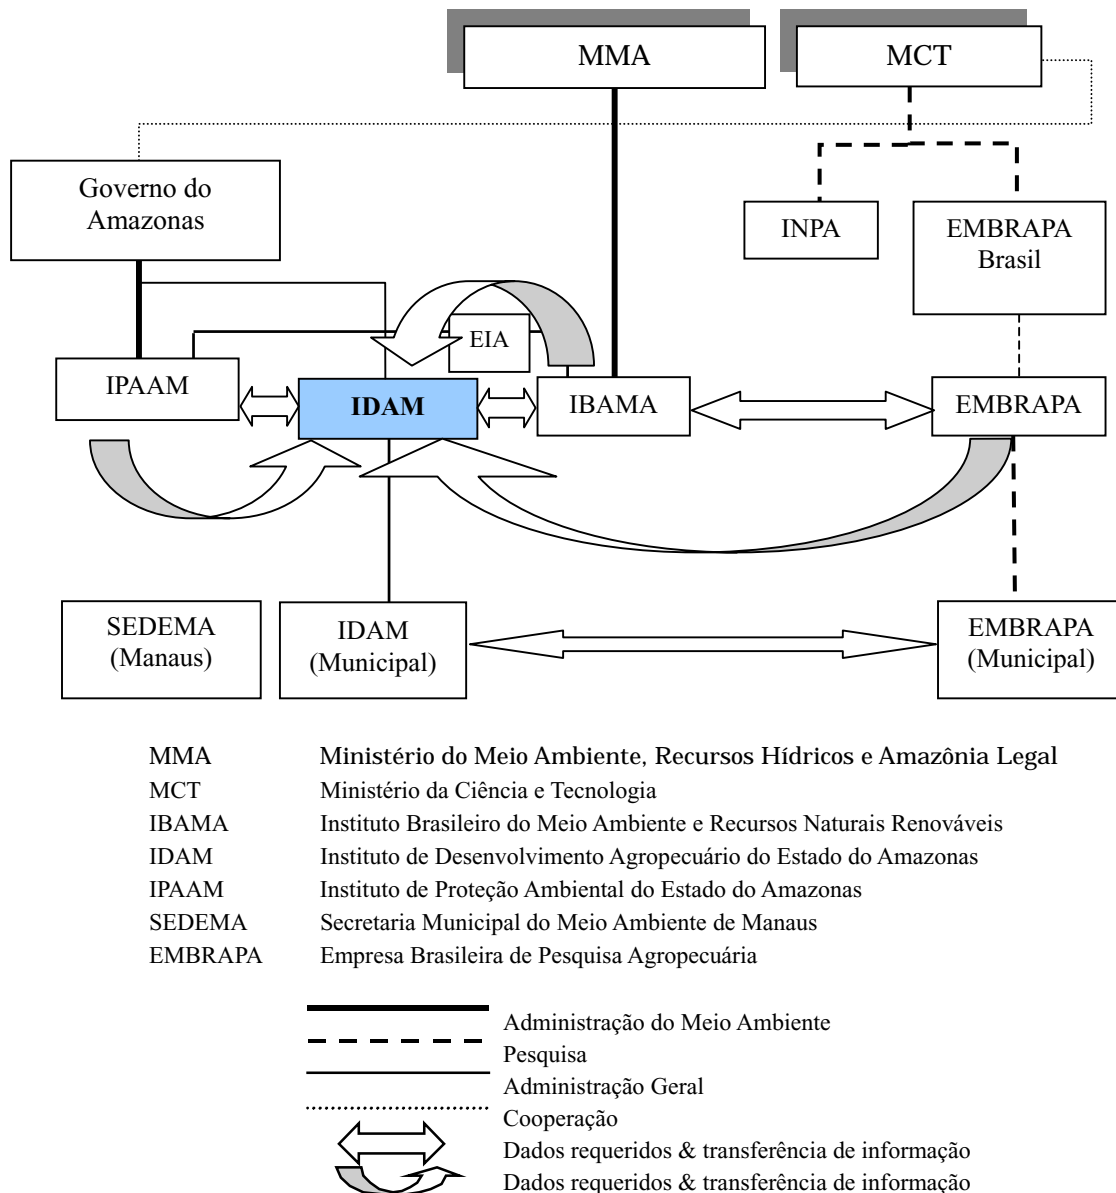 MMA
MCT
Governo do
Amazonas
INPA
EMBRAPA
Brasil
EIA
IPAAM
IDAM
IBAMA
EMBRAPA
SEDEMA
(Manaus)
IDAM
(Municipal)
EMBRAPA
(Municipal)
MMA Ministério do Meio Ambiente, Recursos Hídricos e Amazônia Legal
MCT Ministério da Ciência e Tecnologia
IBAMA Instituto Brasileiro do Meio Ambiente e Recursos Naturais Renováveis
IDAM Instituto de Desenvolvimento Agropecuário do Estado do Amazonas
IPAAM Instituto de Proteção Ambiental do Estado do Amazonas
SEDEMA Secretaria Municipal do Meio Ambiente de Manaus
EMBRAPA Empresa Brasileira de Pesquisa Agropecuária
Administração do Meio Ambiente
Pesquisa
Administração Geral
Cooperação
Dados requeridos & transferência de informação
Dados requeridos & transferência de informação